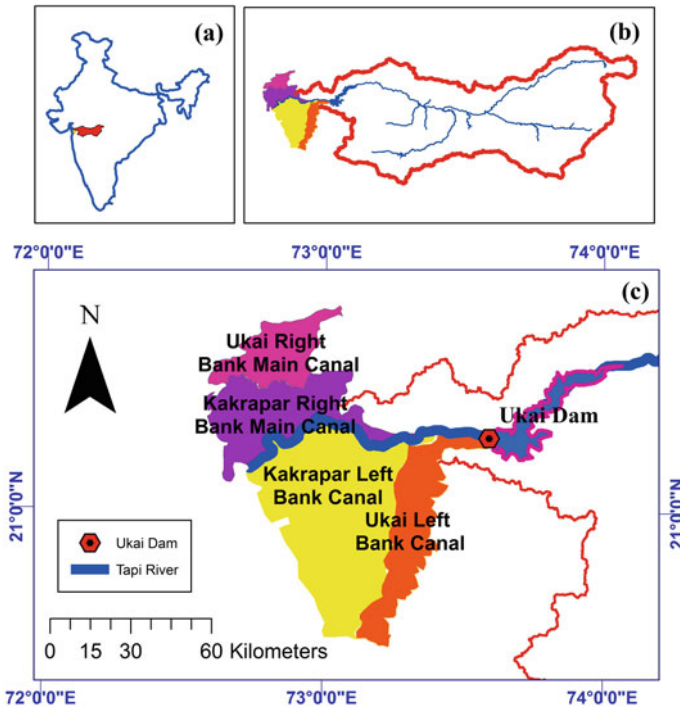 (a)
(b)
72°0'0"E
73°0'0"E
74°0'0"E
(c)
N
Ukai Right
Bank Main Canal
Kakrapar Right
Bank Main Canal
Ukai Dam
Kakrapar Left
Bank Canal
Ukai Left
Bank Canal
21°0'0"N
21°0'0"N
Ukai Dam
Tapi River
0 15 30 60 Kilometers
72°0'0"E
73°0'0"E
74°0'0"E